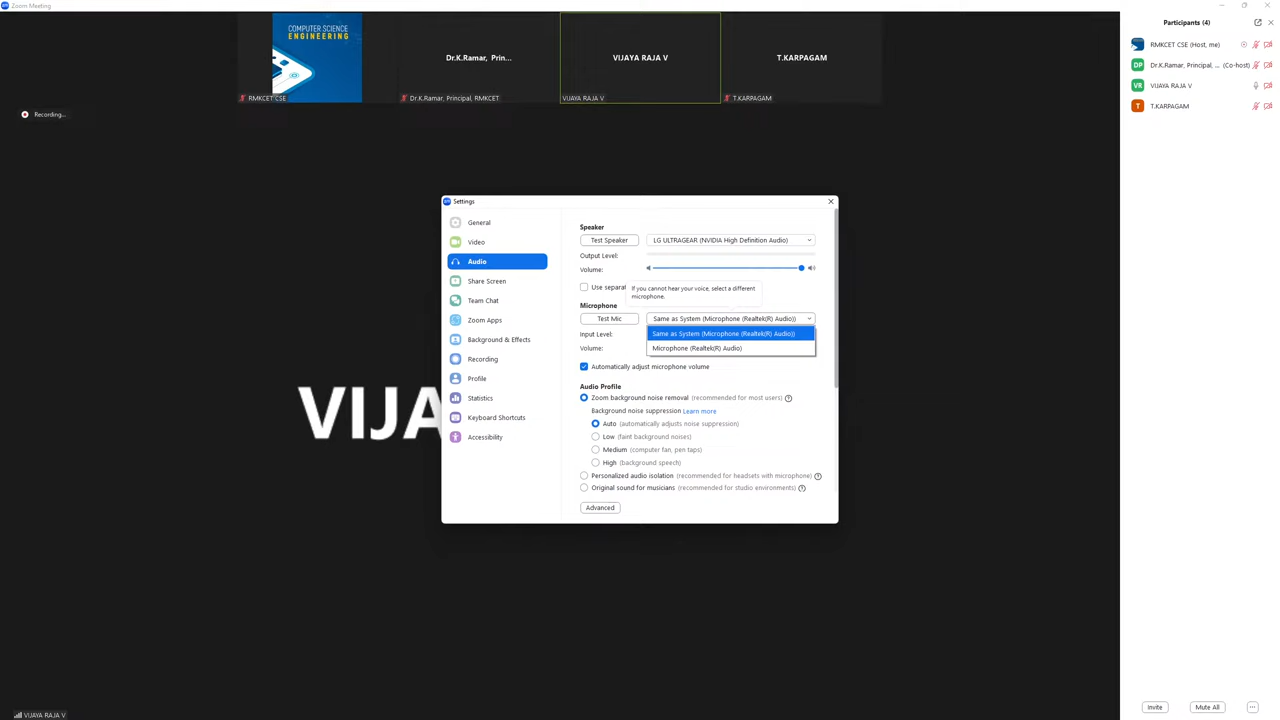 Zoom Meeting
COMPUTER SCIENCE
ENGINEERING
Dr.K.Ramar, Prin...
VIJAYA RAJA V
T.KARPAGAM
RMKCET CSE
Dr.K.Ramar, Principal, RMKCET
VIJAYA RAJA V
T.KARPAGAM
Recording...
VIJA
VIJAYA RAJA V
Settings
General
Video
Audio
Share Screen
Team Chat
Zoom Apps
Background & Effects
Recording
Profile
Statistics
Keyboard Shortcuts
Accessibility
Speaker
Test Speaker
LG ULTRAGEAR (NVIDIA High Definition Audio)
Output Level:
Volume:
Use separat
If you cannot hear your voice, select a different
microphone.
Microphone
Test Mic
Same as System (Microphone (Realtek(R) Audio))
Input Level:
Same as System (Microphone (Realtek(R) Audio))
Volume:
Microphone (Realtek(R) Audio)
Automatically adjust microphone volume
Audio Profile
Zoom background noise removal (recommended for most users)
Background noise suppression Learn more
Auto (automatically adjusts noise suppression)
Low (faint background noises)
Medium (computer fan, pen taps)
High (background speech)
Personalized audio isolation (recommended for headsets with microphone)
Original sound for musicians (recommended for studio environments)
Advanced
Participants (4)
RMKCET CSE (Host, me)
DP Dr.K.Ramar, Principal, ... (Co-host)
VR VIJAYA RAJA V
T T.KARPAGAM
Invite
Mute All
...